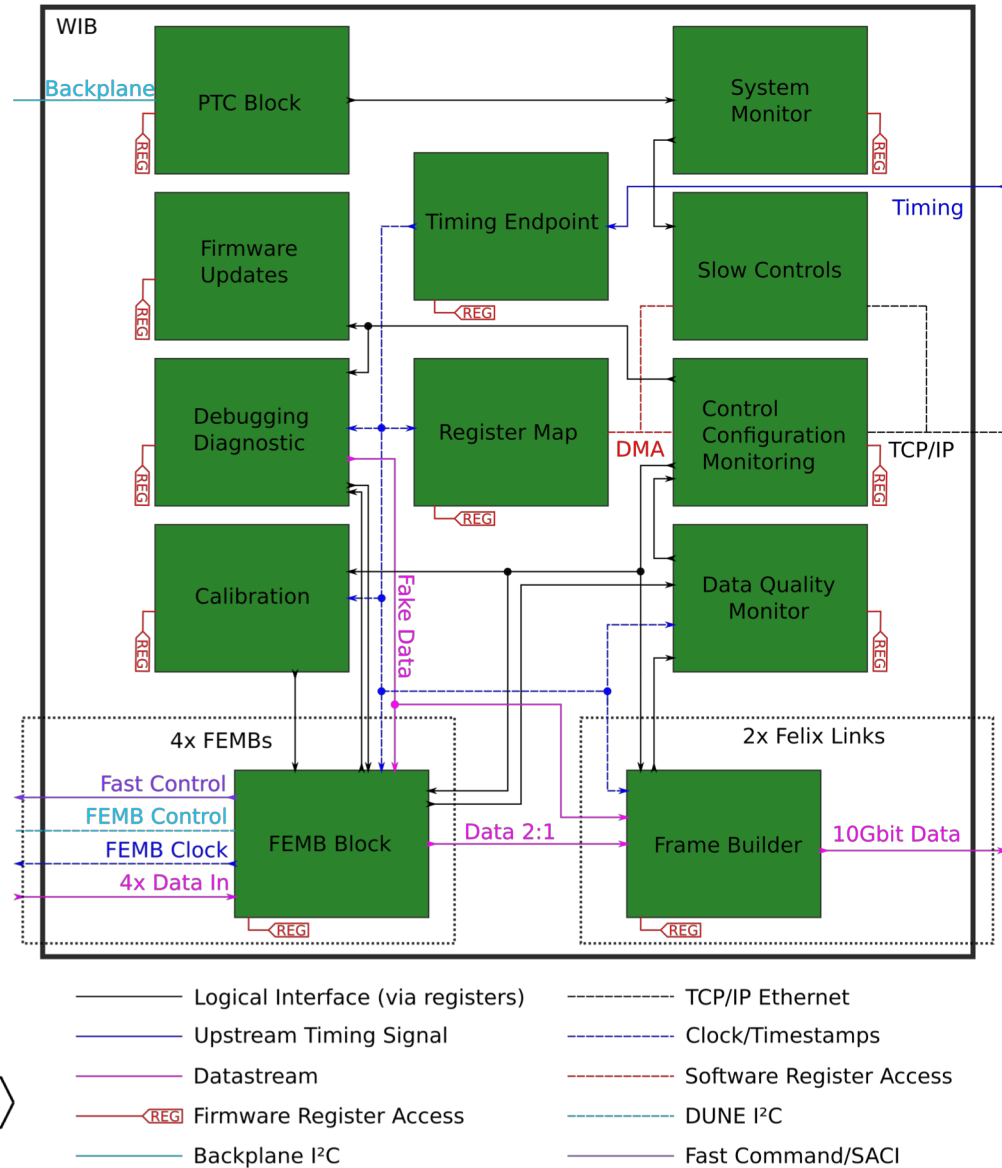 WIB
Backplane
PTC Block
System
Monitor
REG
REG
Timing Endpoint
Timing
Firmware
Updates
Slow Controls
REG
REG
Debugging
Diagnostic
Register Map
Control
Configuration
Monitoring
DMA
TCP/IP
REG
REG
REG
Calibration
Fake Data
Data Quality
Monitor
REG
REG
4x FEMBs
2x Felix Links
Fast Control
FEMB Control
FEMB Clock
4x Data In
FEMB Block
Data 2:1
Frame Builder
10Gbit Data
REG
REG
Logical Interface (via registers)
TCP/IP Ethernet
Upstream Timing Signal
Clock/Timestamps
Datastream
Software Register Access
REG
Firmware Register Access
DUNE I²C
Backplane I²C
Fast Command/SACI